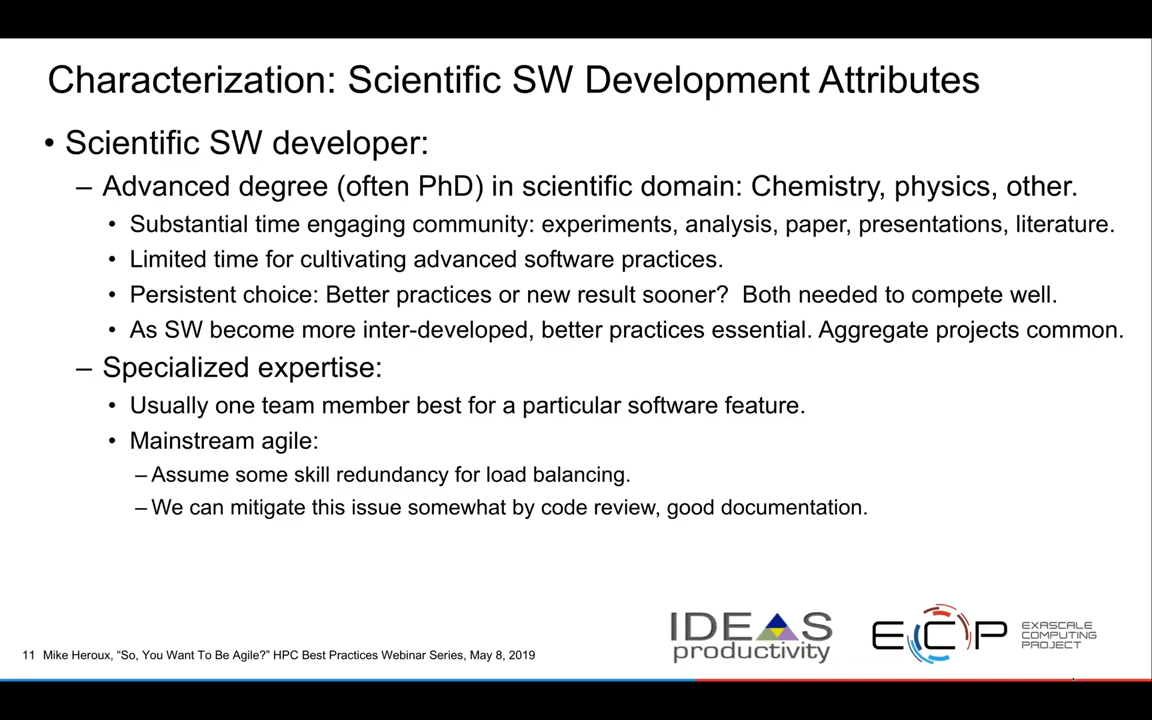 Characterization: Scientific SW Development Attributes
• Scientific SW developer:
– Advanced degree (often PhD) in scientific domain: Chemistry, physics, other.
• Substantial time engaging community: experiments, analysis, paper, presentations, literature.
• Limited time for cultivating advanced software practices.
• Persistent choice: Better practices or new result sooner?  Both needed to compete well.
• As SW become more inter-developed, better practices essential. Aggregate projects common.
– Specialized expertise:
• Usually one team member best for a particular software feature.
• Mainstream agile:
– Assume some skill redundancy for load balancing.
– We can mitigate this issue somewhat by code review, good documentation.
IDEAS
productivity
ECP
EXASCALE
COMPUTING
PROJECT
11 Mike Heroux, “So, You Want To Be Agile?” HPC Best Practices Webinar Series, May 8, 2019